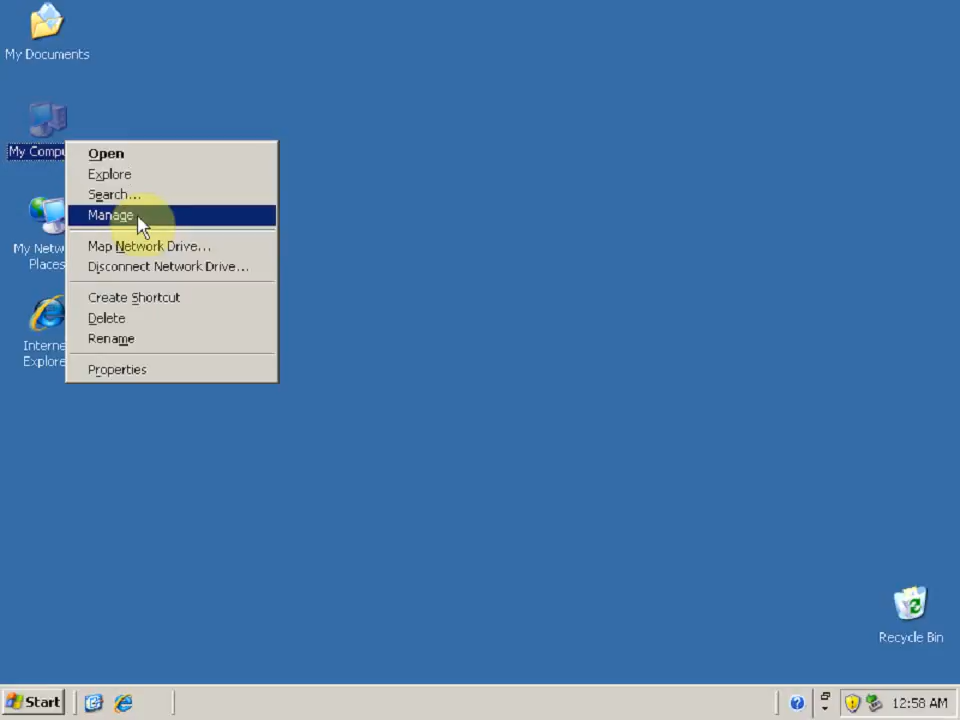 My Documents
My Compu
Open
Explore
Search...
Manage
Map Network Drive...
Disconnect Network Drive...
Create Shortcut
Delete
Rename
Properties
My Netw
Places
Interne
Explore
Recycle Bin
Start
12:58 AM